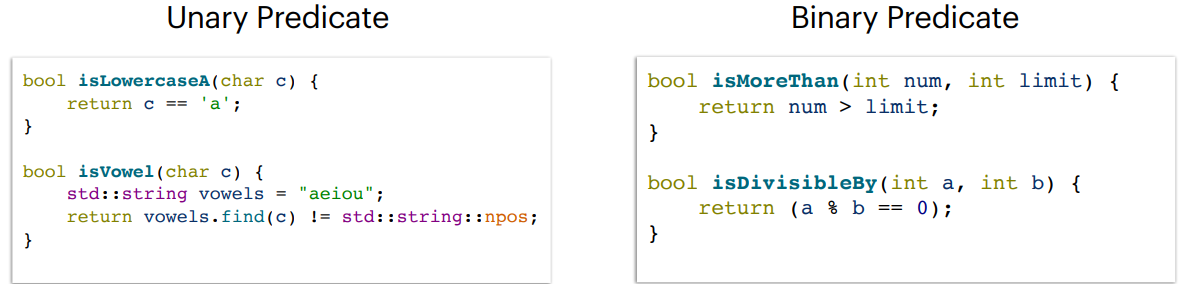 Unary Predicate
bool isLowercaseA(char c) {
    return c == 'a';
}
bool isVowel(char c) {
    std::string vowels = "aeiou";
    return vowels.find(c) != std::string::npos;
}
Binary Predicate
bool isMoreThan(int num, int limit) {
    return num > limit;
}
bool isDivisibleBy(int a, int b) {
    return (a % b == 0);
}